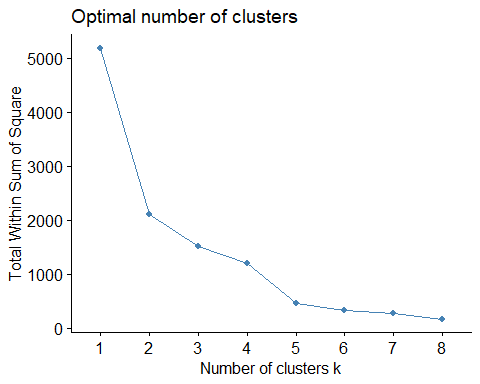 Optimal number of clusters
Total Within Sum of Square
5000
4000
3000
2000
1000
0
1 2 3 4 5 6 7 8
Number of clusters k